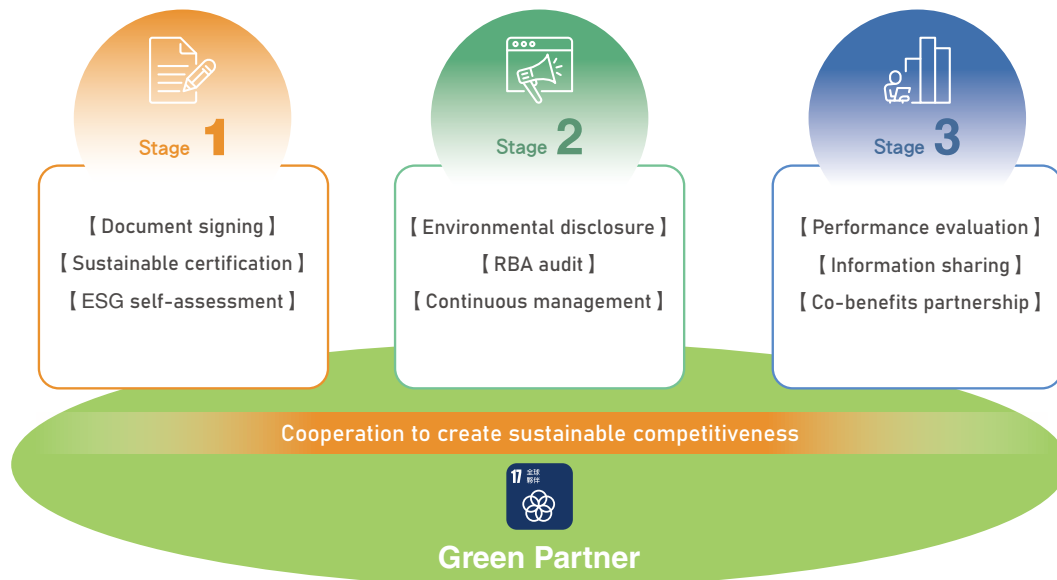 Stage 1
【 Document signing 】
【 Sustainable certification 】
【 ESG self-assessment 】
Stage 2
【 Environmental disclosure 】
【 RBA audit 】
【 Continuous management 】
Stage 3
【 Performance evaluation 】
【 Information sharing 】
【 Co-benefits partnership 】
Cooperation to create sustainable competitiveness
17 全球
夥伴
Green Partner